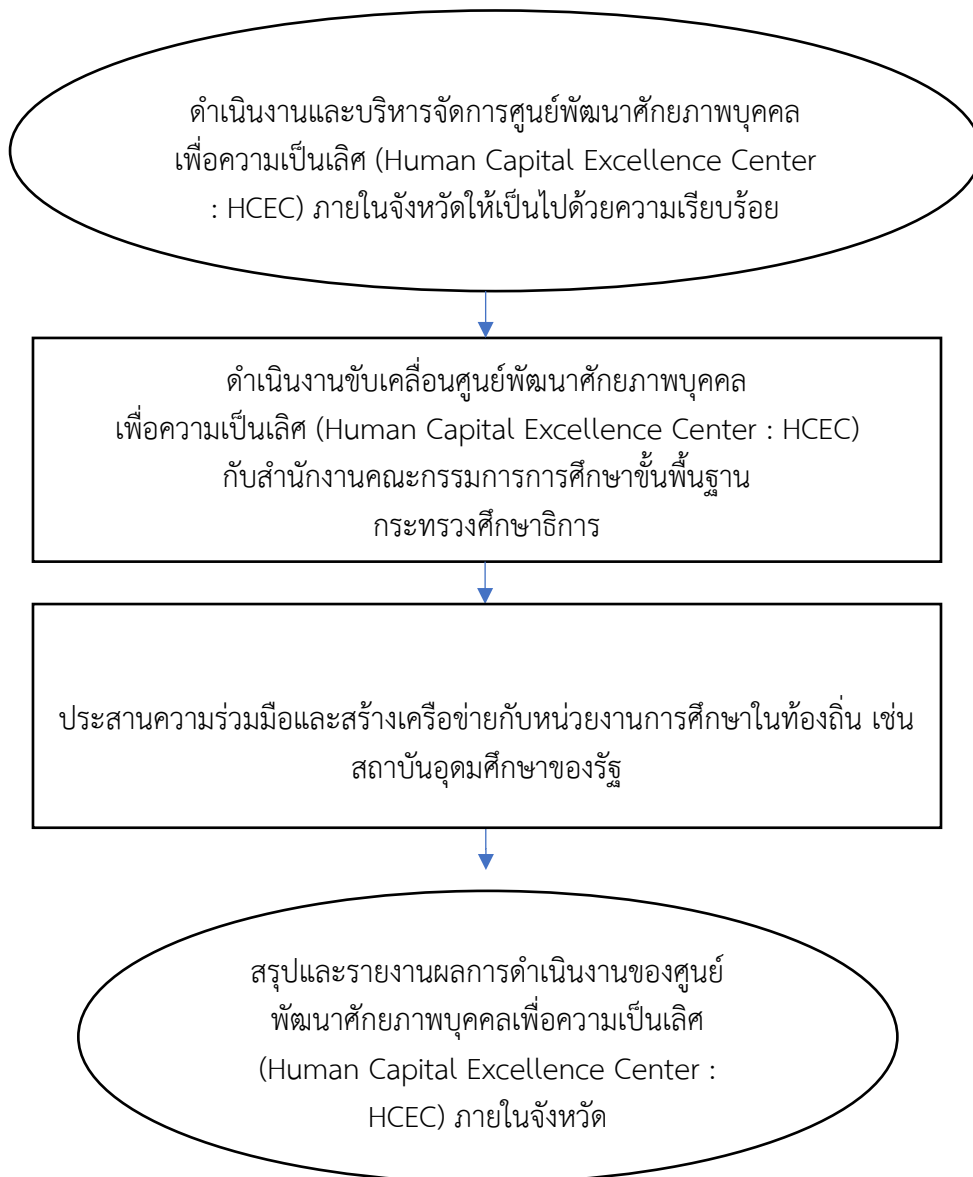 ดำเนินงานและบริหารจัดการศูนย์พัฒนาศักยภาพบุคคล
เพื่อความเป็นเลิศ (Human Capital Excellence Center
: HCEC) ภายในจังหวัดให้เป็นไปด้วยความเรียบร้อย
ดำเนินงานขับเคลื่อนศูนย์พัฒนาศักยภาพบุคคล
เพื่อความเป็นเลิศ (Human Capital Excellence Center : HCEC)
กับสำนักงานคณะกรรมการการศึกษาขั้นพื้นฐาน
กระทรวงศึกษาธิการ
ประสานความร่วมมือและสร้างเครือข่ายกับหน่วยงานการศึกษาในท้องถิ่น เช่น
สถาบันอุดมศึกษาของรัฐ
สรุปและรายงานผลการดำเนินงานของศูนย์
พัฒนาศักยภาพบุคคลเพื่อความเป็นเลิศ
(Human Capital Excellence Center :
HCEC) ภายในจังหวัด